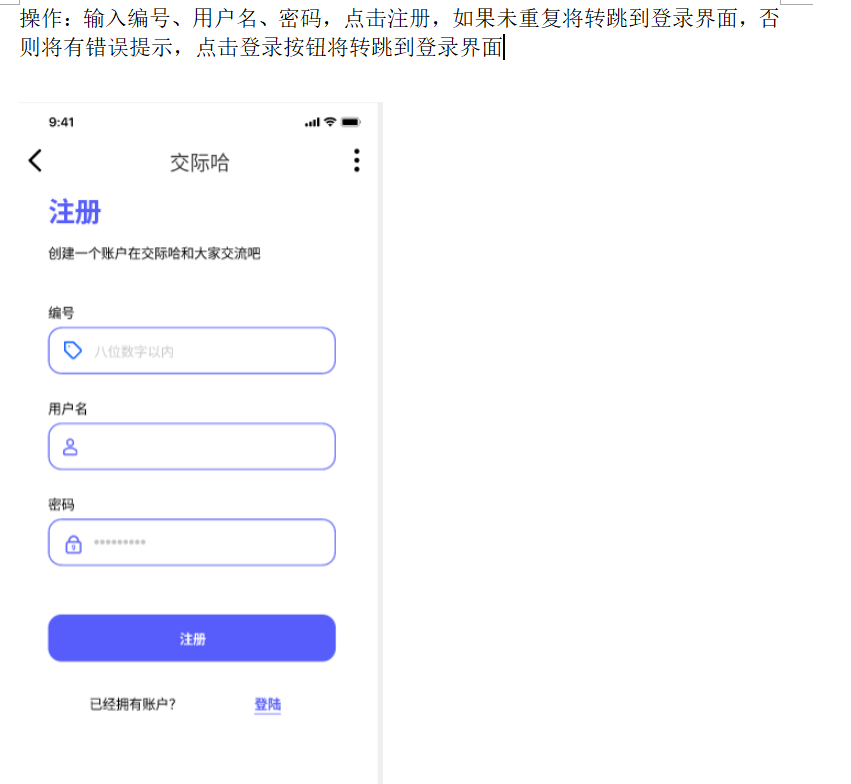 操作：输入编号、用户名、密码，点击注册，如果未重复将转跳到登录界面，否
则将有错误提示，点击登录按钮将转跳到登录界面
9:41
交际哈
注册
创建一个账户在交际哈和大家交流吧
编号
八位数字以内
用户名
密码
*********
注册
已经拥有账户？ 登陆